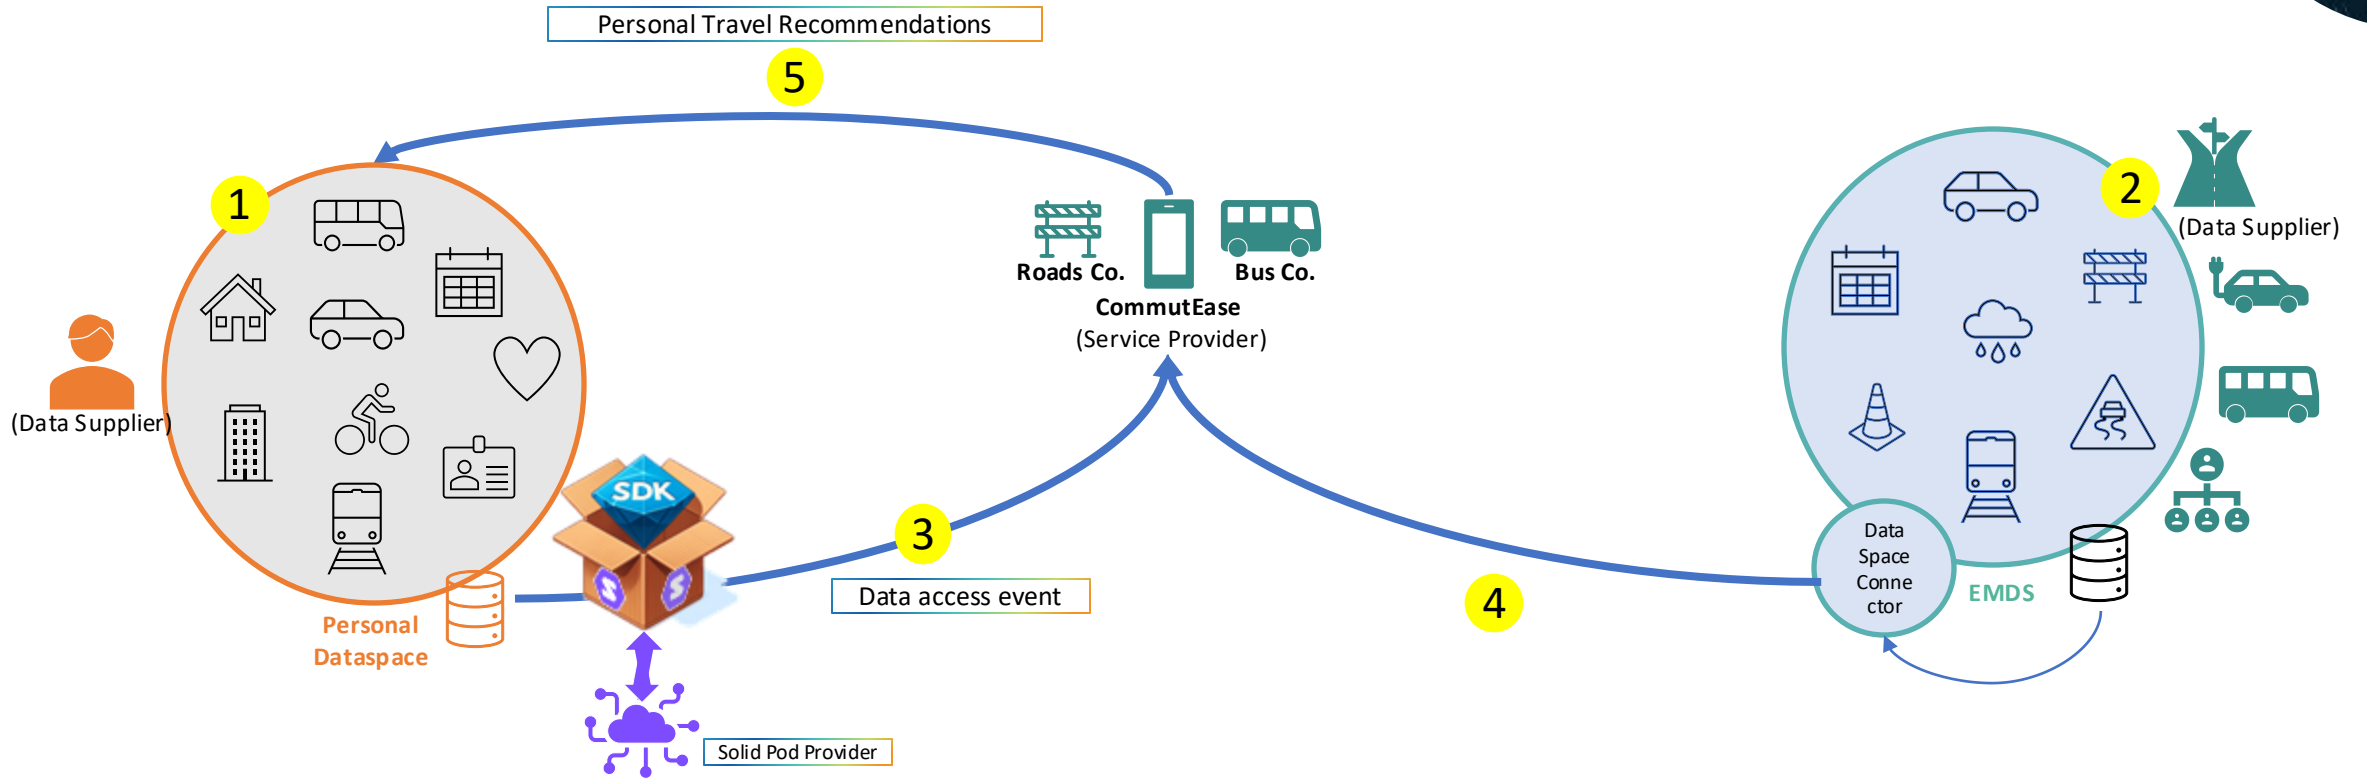 Personal Travel Recommendations
5
1
2
(Data Supplier)
Roads Co.
Bus Co.
CommutEase
(Service Provider)
(Data Supplier)
SDK
S
S
3
Data access event
4
Data
Space
Conne
ctor
EMDS
Personal
Dataspace
Solid Pod Provider